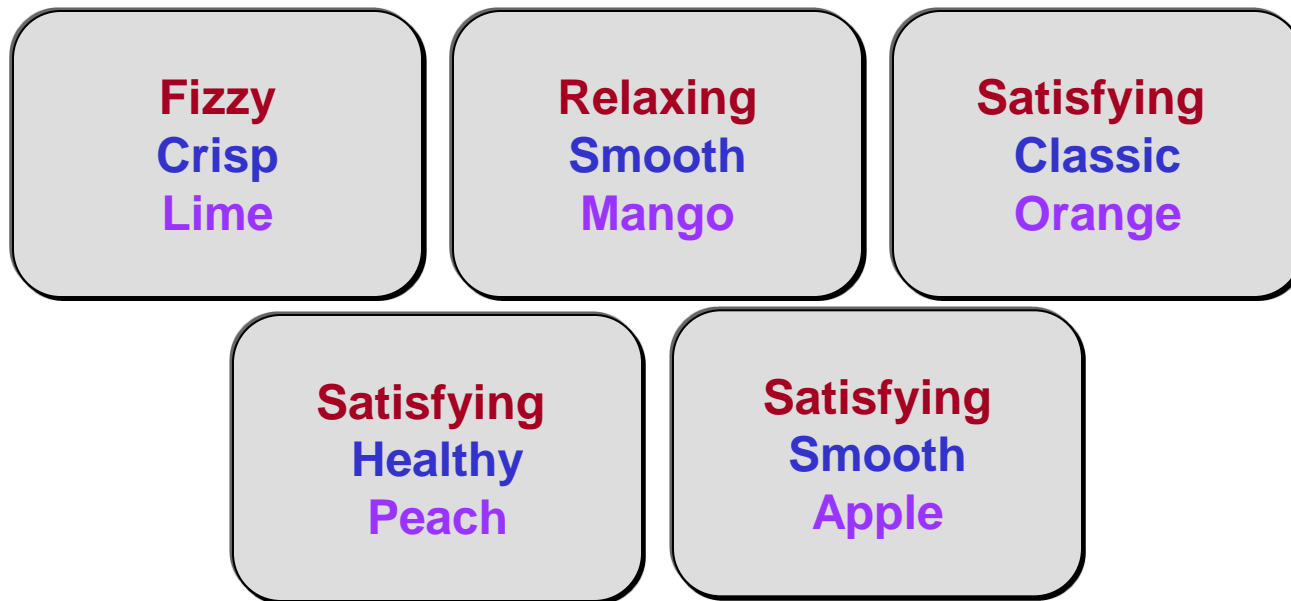 Fizzy
Crisp
Lime
Relaxing
Smooth
Mango
Satisfying
Classic
Orange
Satisfying
Healthy
Peach
Satisfying
Smooth
Apple